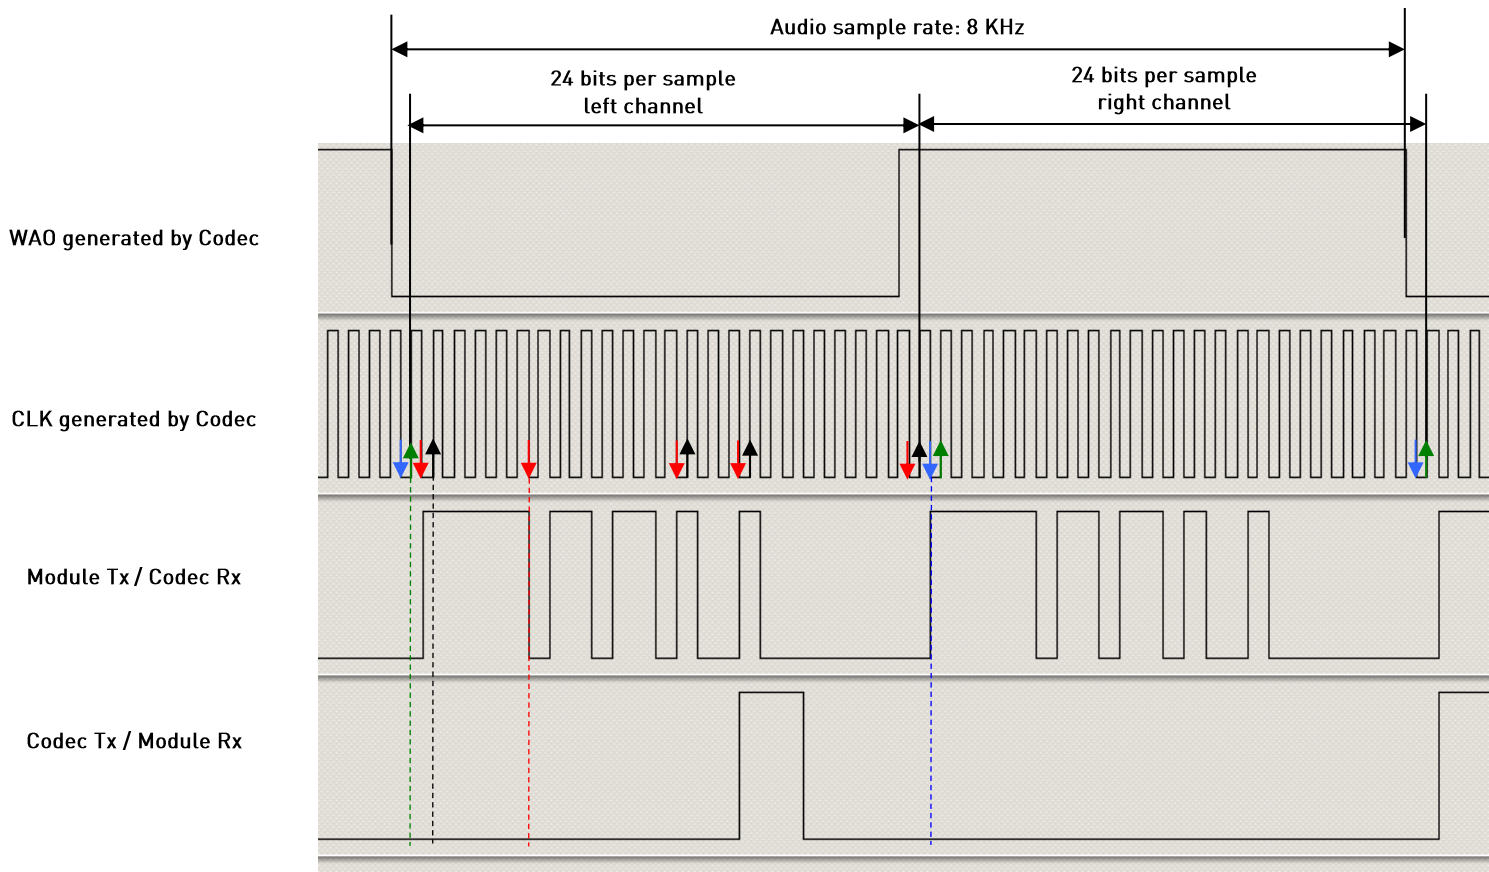 Audio sample rate: 8 KHz
24 bits per sample
left channel
24 bits per sample
right channel
WAO generated by Codec
CLK generated by Codec
Module Tx / Codec Rx
Codec Tx / Module Rx